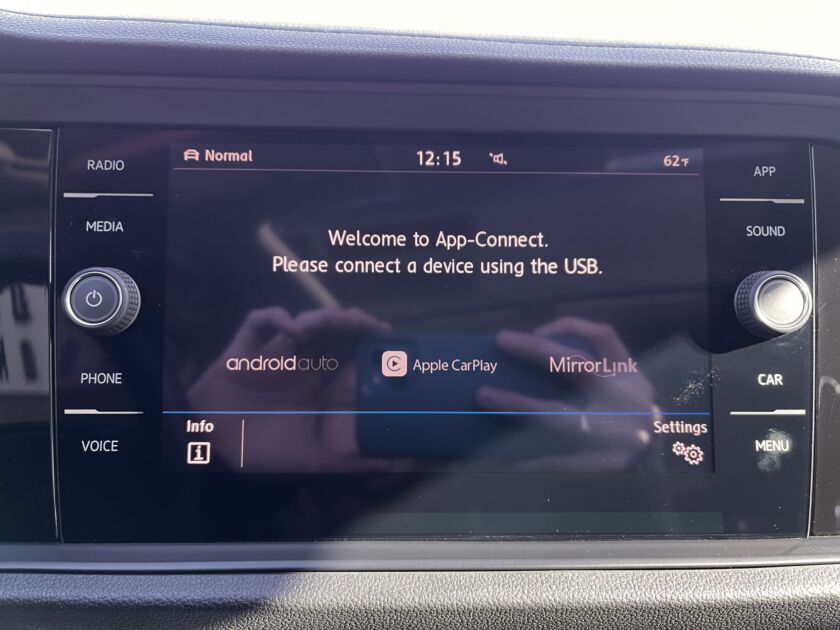 RADIO
MEDIA
PHONE
VOICE
Normal
12:15
62°F
Welcome to App-Connect.
Please connect a device using the USB.
androidauto
Apple CarPlay
MirrorLink
Info
Settings
APP
SOUND
CAR
MENU